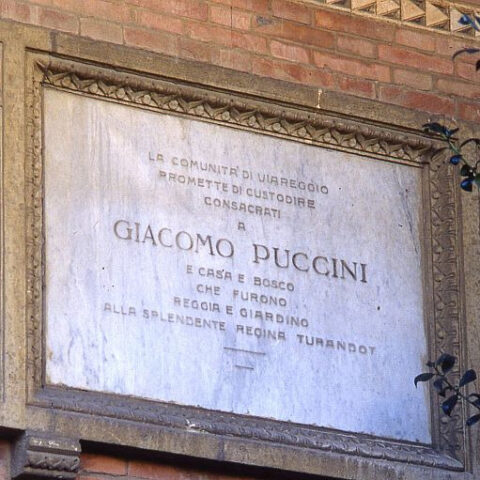 LA COMUNITA' DI VIAREGGIO
PROMETTE DI CUSTODIRE
CONSACRATI
A
GIACOMO PUCCINI
E CASA E BOSCO
CHE FURONO
REGGIA E GIARDINO
ALLA SPLENDENTE REGINA TURANDOT